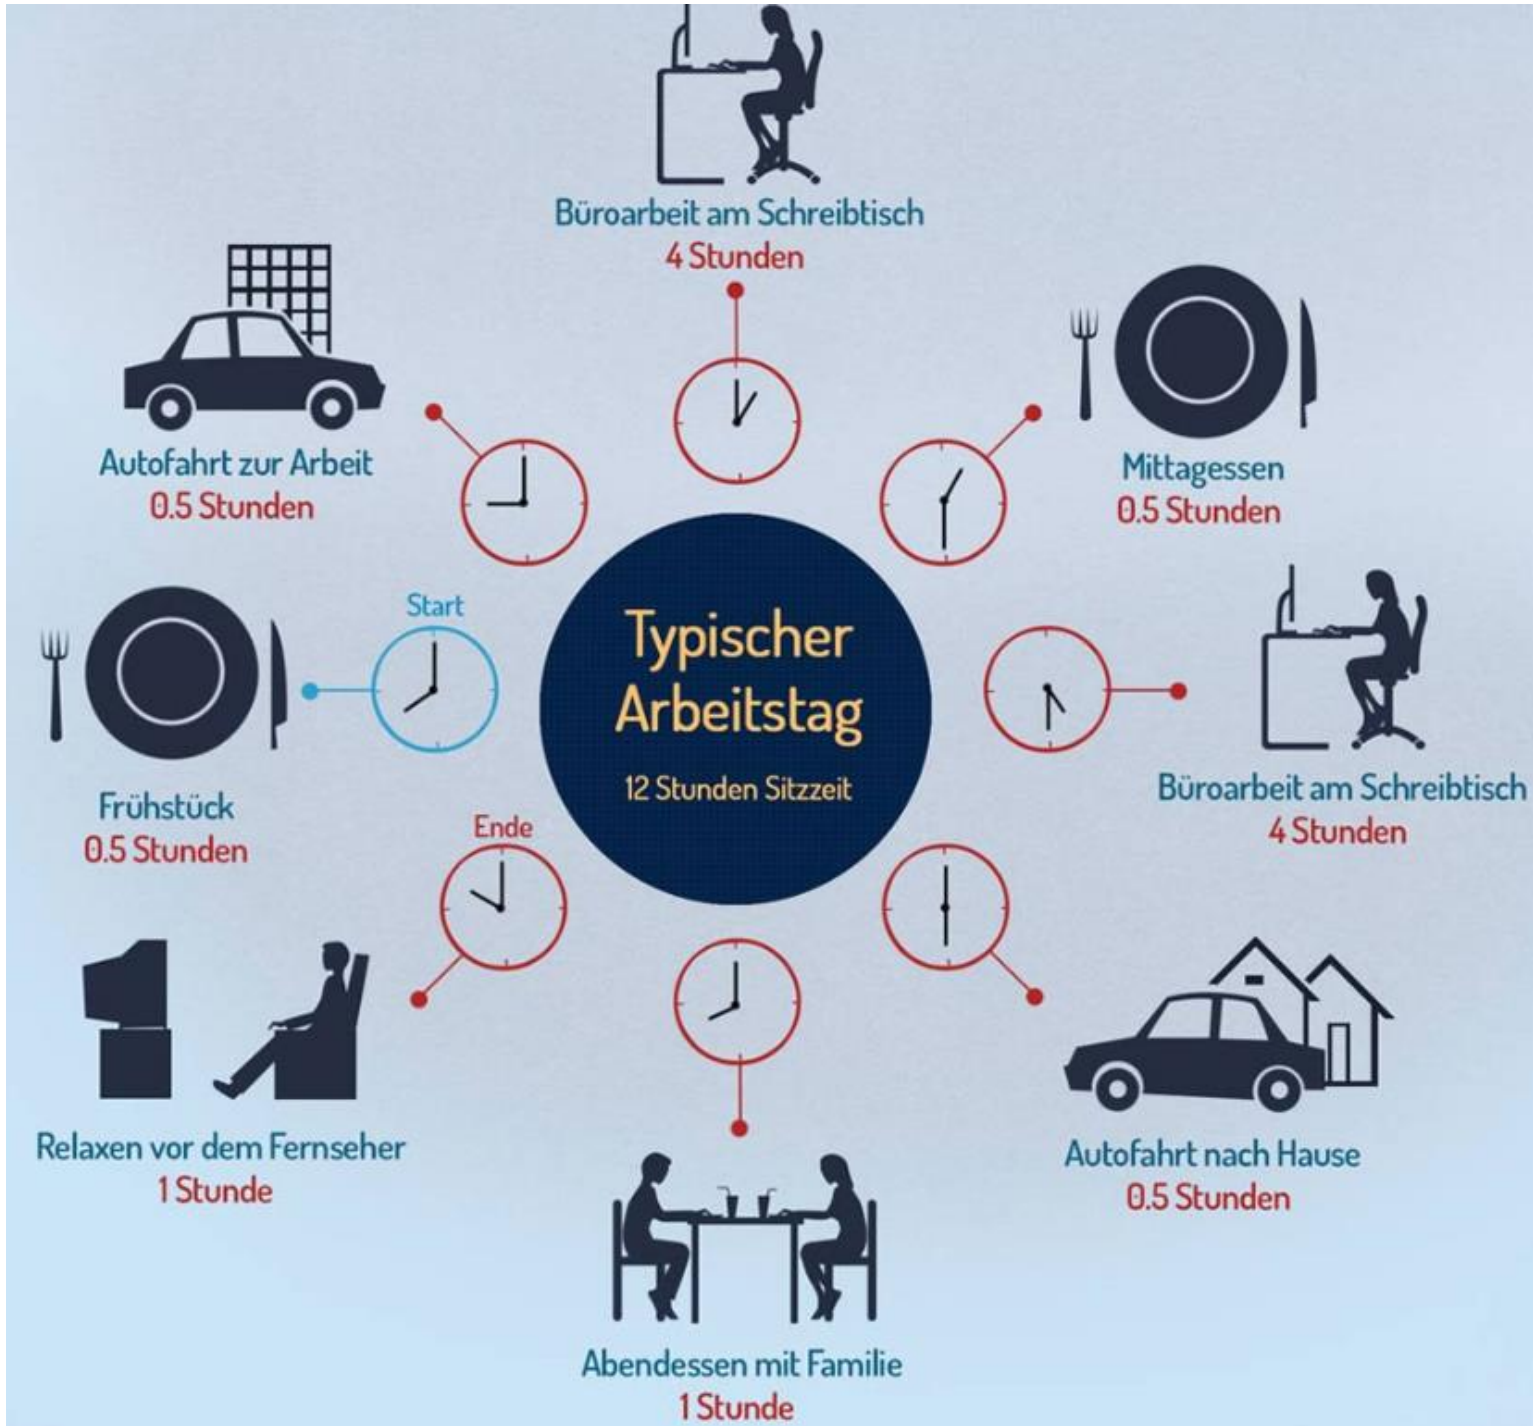 Büroarbeit am Schreibtisch
4 Stunden
Autofahrt zur Arbeit
0.5 Stunden
Mittagessen
0.5 Stunden
Start
Frühstück
0.5 Stunden
Typischer
Arbeitstag
12 Stunden Sitzzeit
Büroarbeit am Schreibtisch
4 Stunden
Ende
Relaxen vor dem Fernseher
1 Stunde
Autofahrt nach Hause
0.5 Stunden
Abendessen mit Familie
1 Stunde